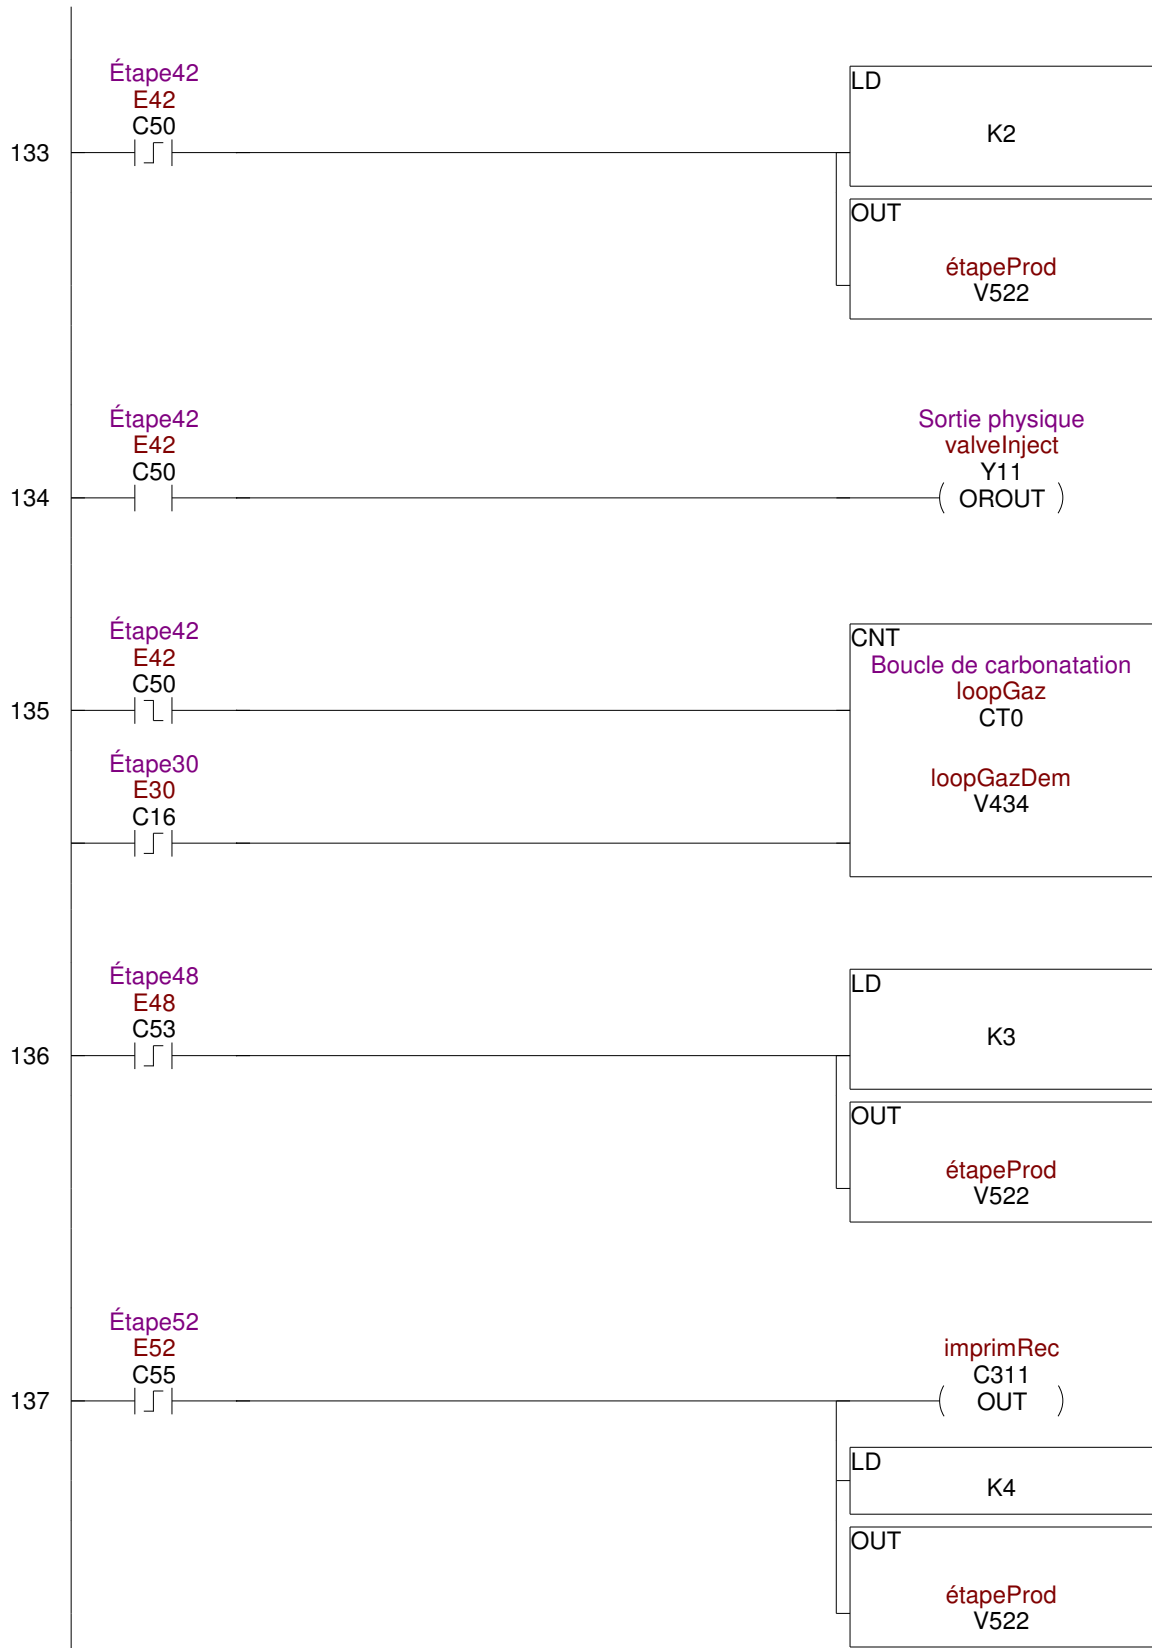 Étape42
E42
C50
133
LD
K2
OUT
étapeProd
V522
Étape42
E42
C50
134
Sortie physique
valveInject
Y11
OROUT
Étape42
E42
C50
135
Étape30
E30
C16
CNT
Boucle de carbonatation
loopGaz
CT0
loopGazDem
V434
Étape48
E48
C53
136
LD
K3
OUT
étapeProd
V522
Étape52
E52
C55
137
imprimRec
C311
OUT
LD
K4
OUT
étapeProd
V522